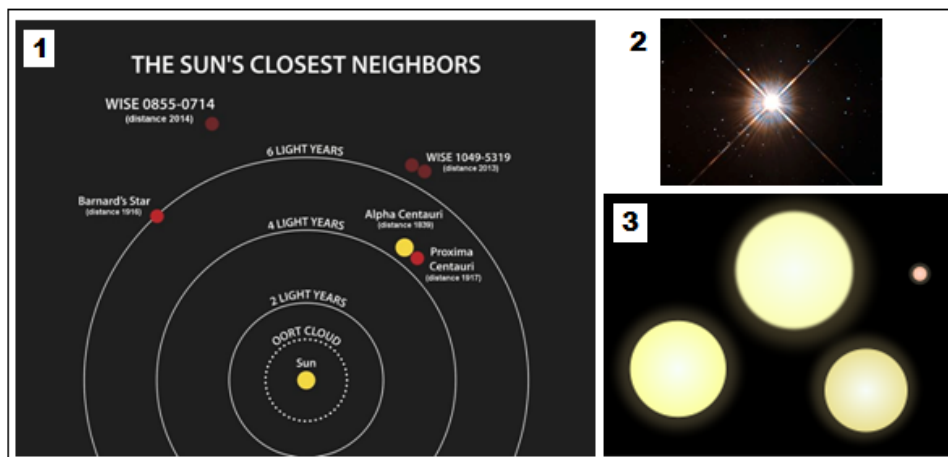 1
THE SUN'S CLOSEST NEIGHBORS
WISE 0855-0714
(distance 2014)
6 LIGHT YEARS
WISE 1049-5319
(distance 2013)
Barnard's Star
(distance 1916)
Alpha Centauri
(distance 1839)
4 LIGHT YEARS
Proxima
Centauri
(distance 1917)
2 LIGHT YEARS
OORT CLOUD
Sun
2
3